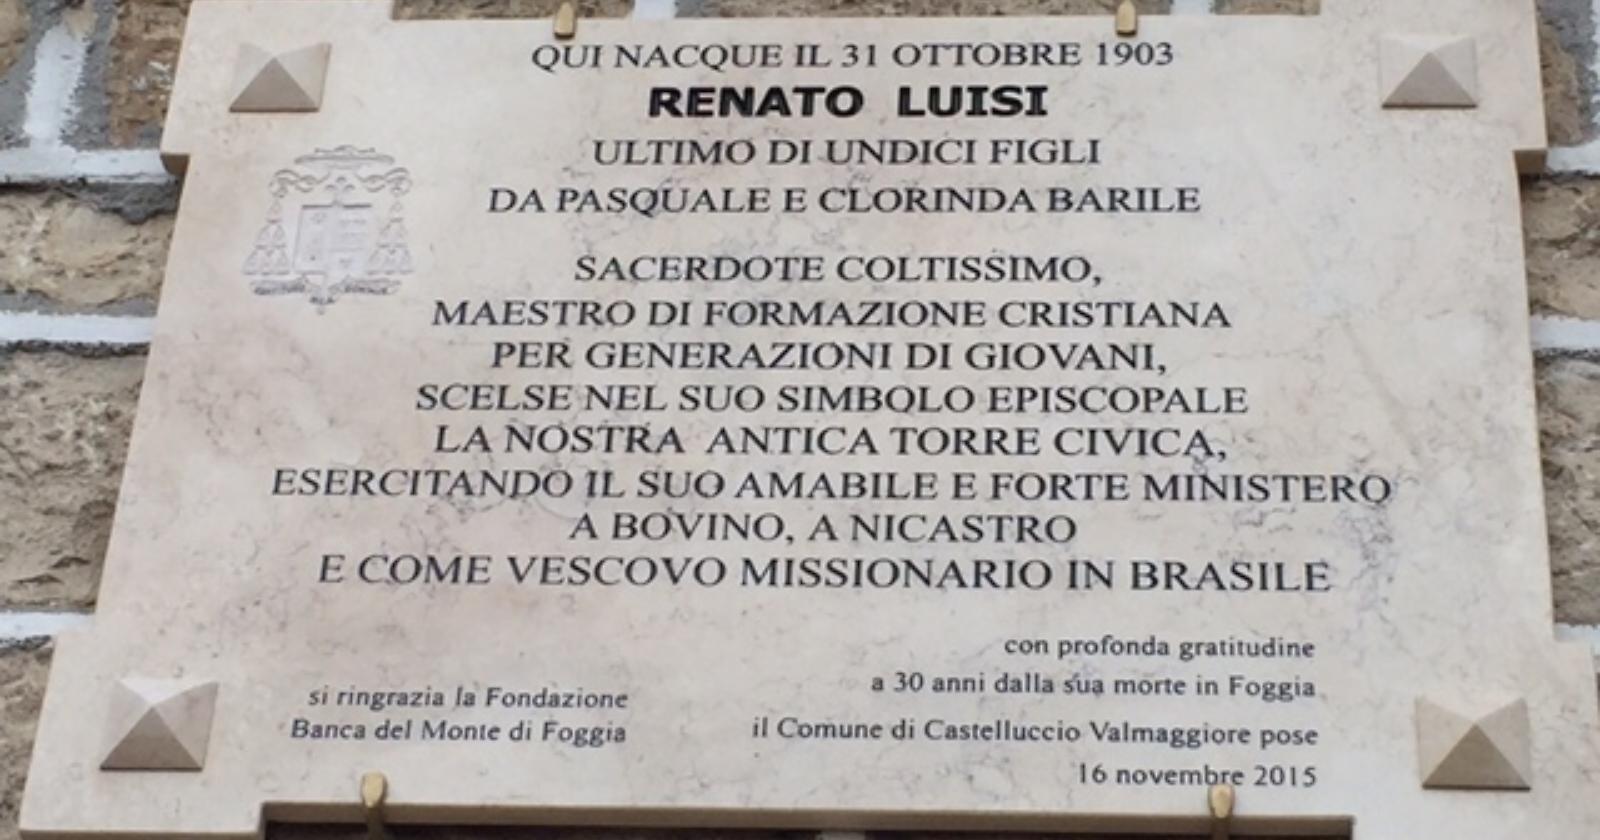 QUI NACQUE IL 31 OTTOBRE 1903
RENATO LUISI
ULTIMO DI UNDICI FIGLI
DA PASQUALE E CLORINDA BARILE
SACERDOTE COLTISSIMO,
MAESTRO DI FORMAZIONE CRISTIANA
PER GENERAZIONI DI GIOVANI,
SCELSE NEL SUO SIMBOLO EPISCOPALE
LA NOSTRA ANTICA TORRE CIVICA,
ESERCITANDO IL SUO AMABILE E FORTE MINISTERO
A BOVINO, A NICASTRO
E COME VESCOVO MISSIONARIO IN BRASILE
si ringrazia la Fondazione
Banca del Monte di Foggia
con profonda gratitudine
a 30 anni dalla sua morte in Foggia
il Comune di Castelluccio Valmaggiore pose
16 novembre 2015